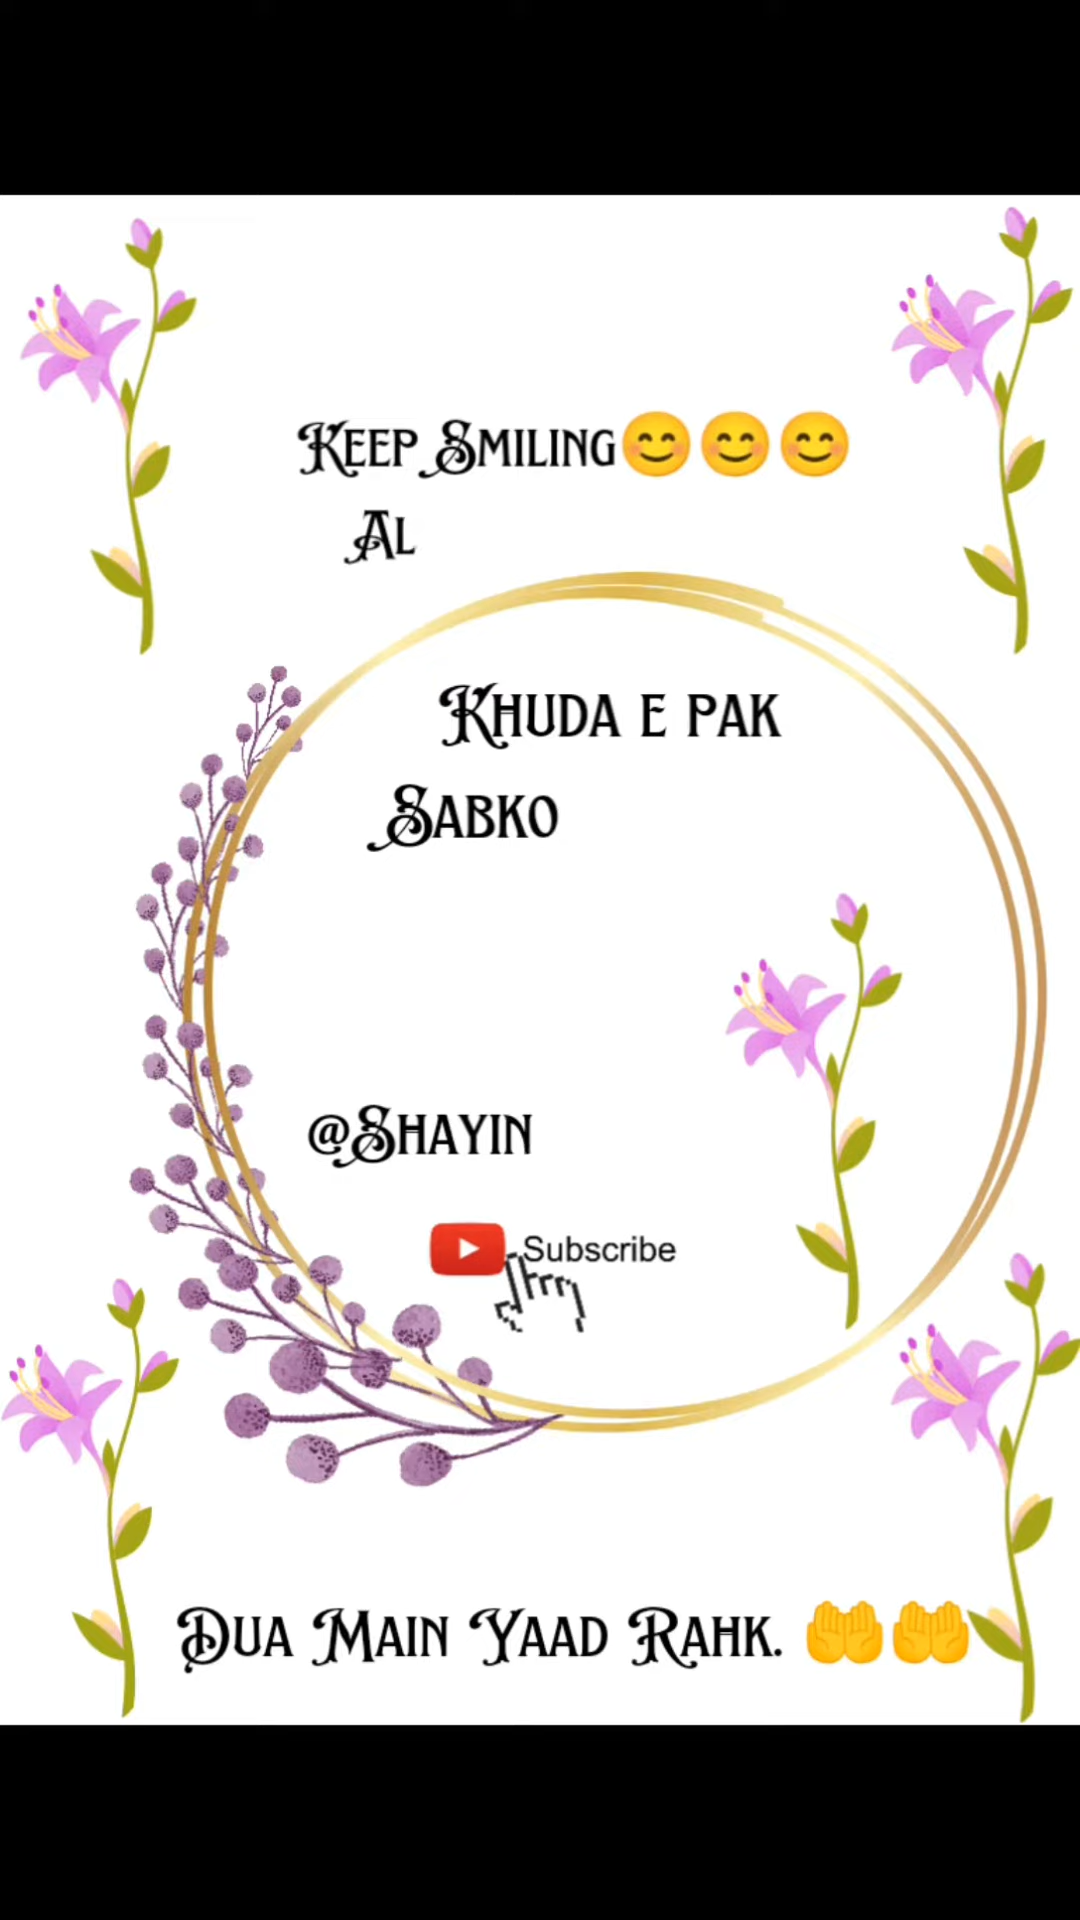 Keep Smiling😊😊😊
Al
Khuda e pak
Sabko
@Shayin
Subscribe
Dua Main Yaad Rahk. 🤲🤲